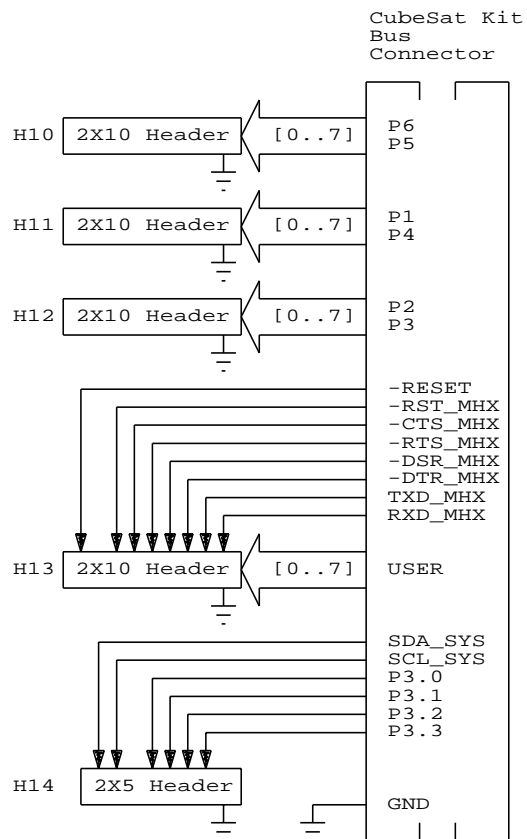 CubeSat Kit
Bus
Connector
H10 2X10 Header [0..7] P6
P5
H11 2X10 Header [0..7] P1
P4
H12 2X10 Header [0..7] P2
P3
-RESET
-RST_MHX
-CTS_MHX
-RTS_MHX
-DSR_MHX
-DTR_MHX
TXD_MHX
RXD_MHX
H13 2X10 Header [0..7] USER
SDA_SYS
SCL_SYS
P3.0
P3.1
P3.2
P3.3
H14 2X5 Header
GND